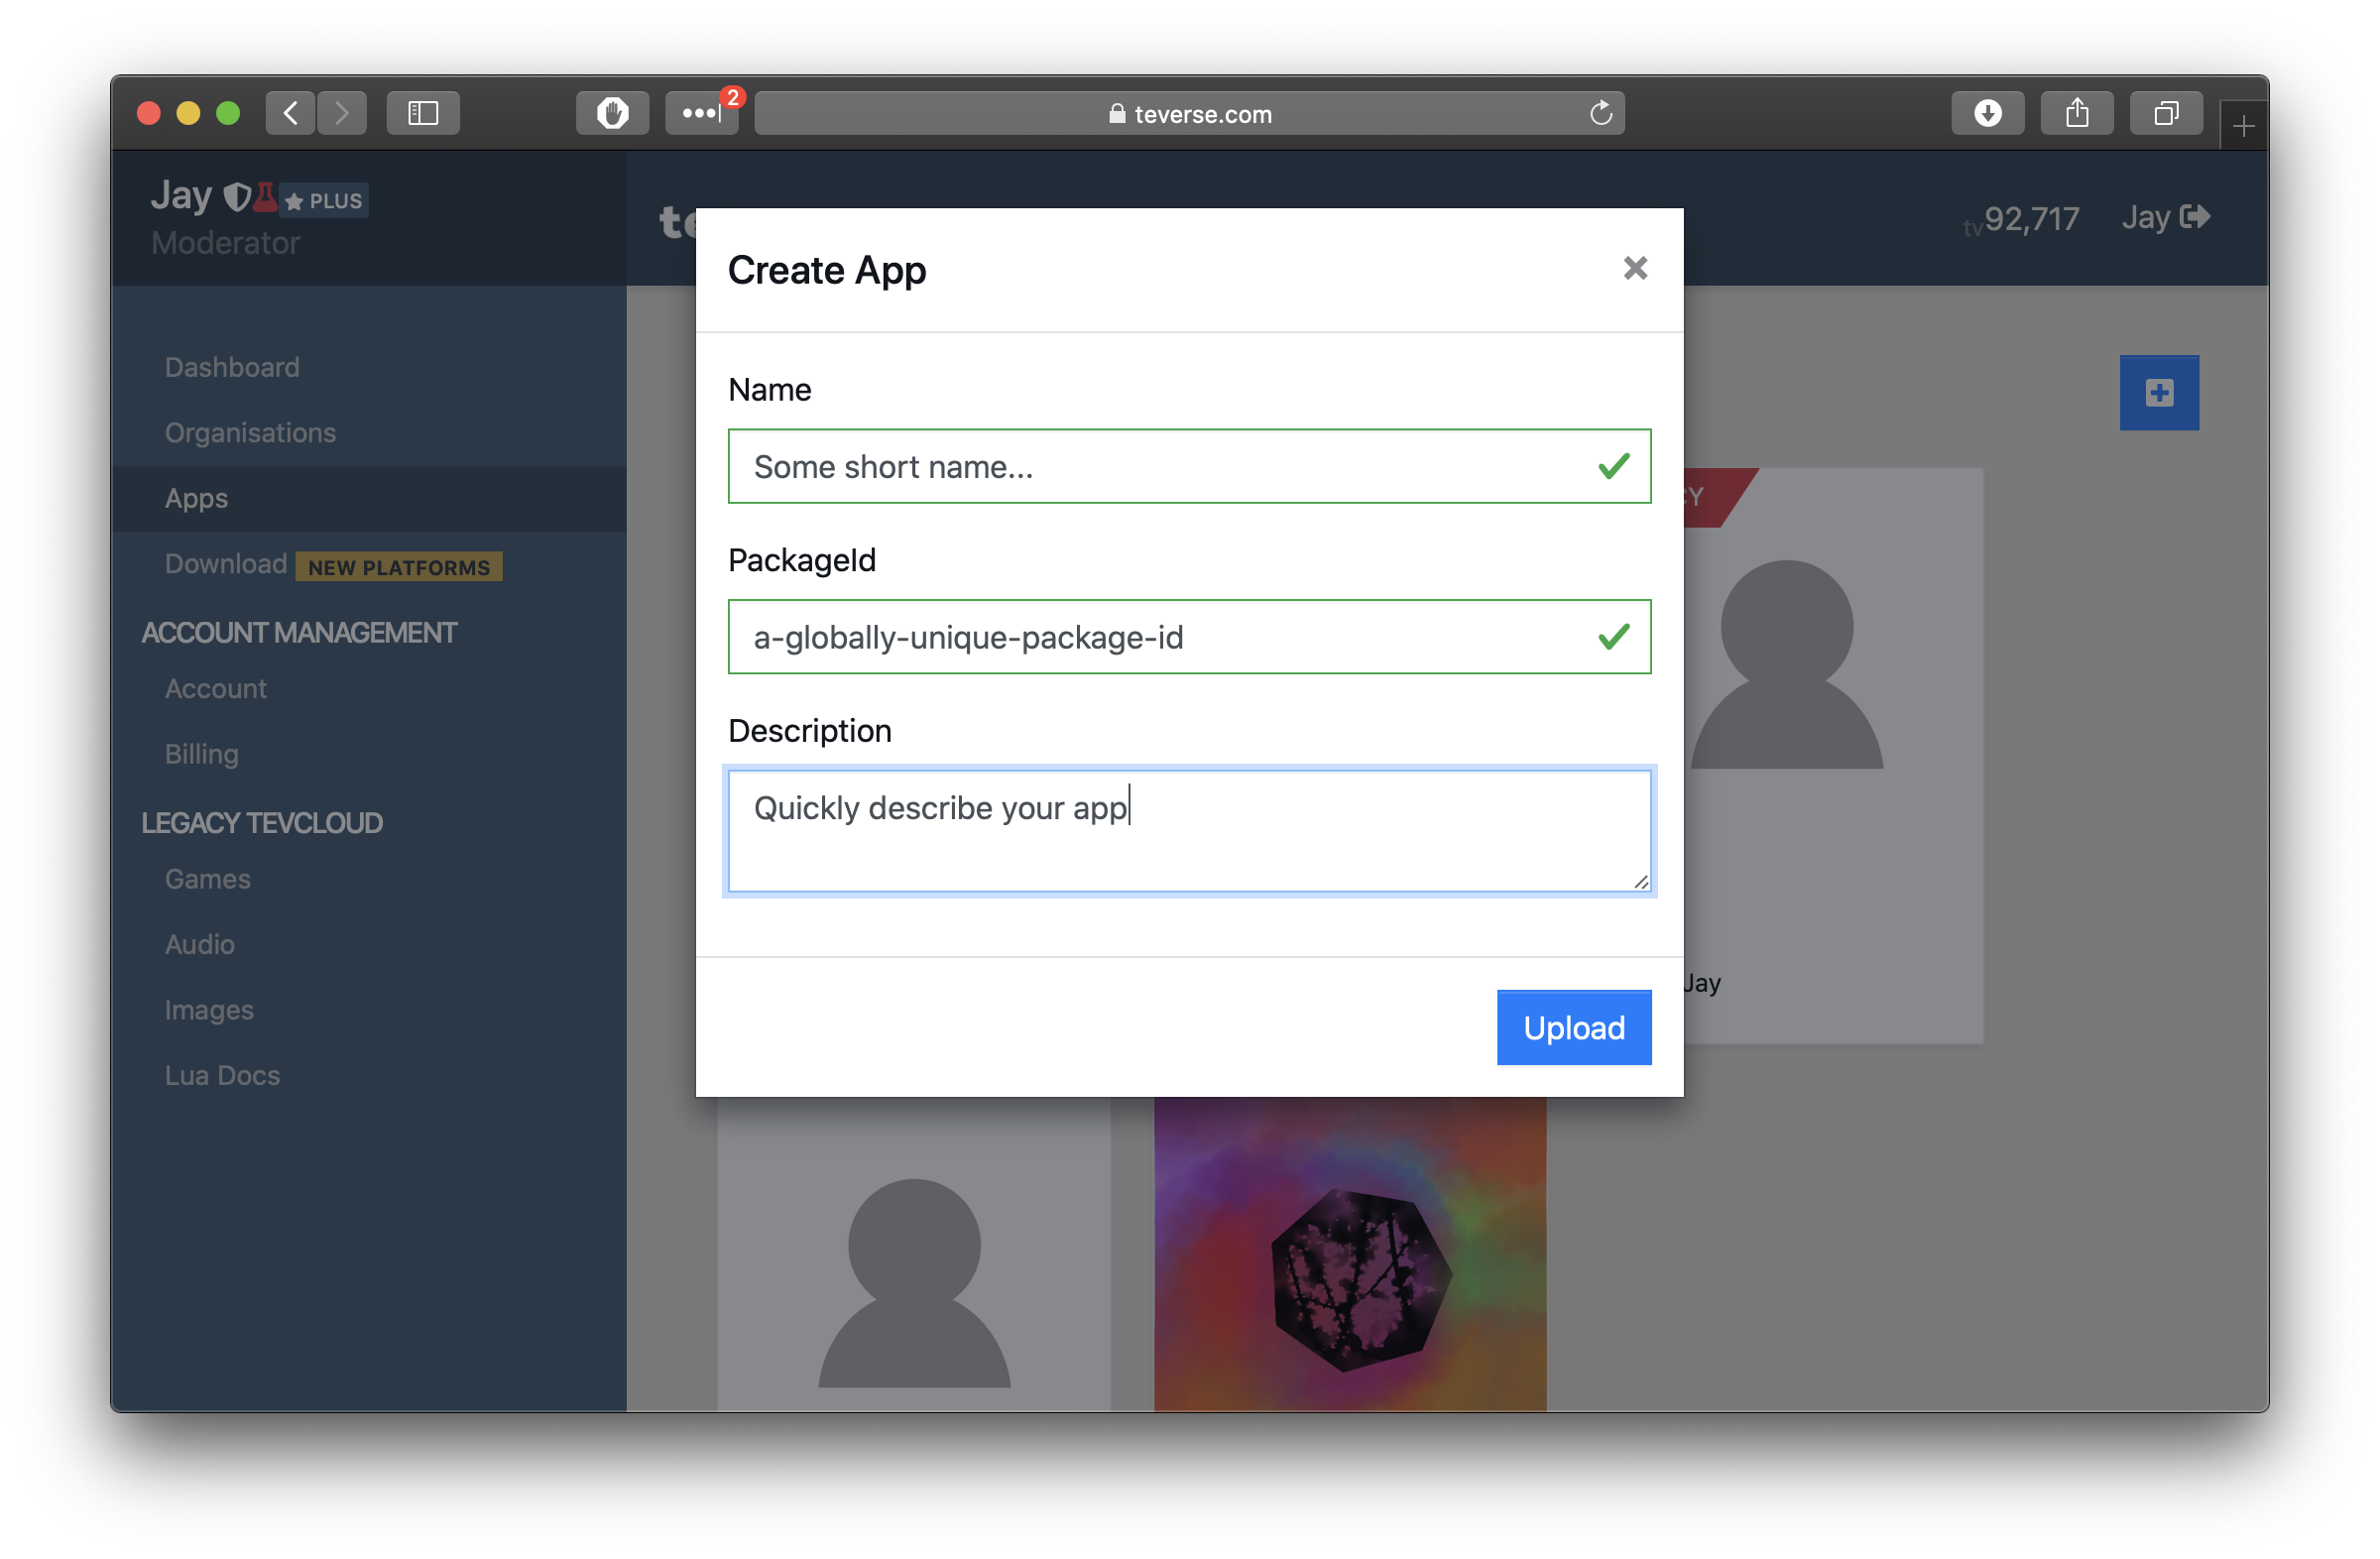 2
teverse.com
Jay PLUS
Moderator
tv92,717
Jay
Dashboard
Organisations
Apps
Download NEW PLATFORMS
ACCOUNT MANAGEMENT
Account
Billing
LEGACY TEVCLOUD
Games
Audio
Images
Lua Docs
Create App
Name
Some short name...
PackageId
a-globally-unique-package-id
Description
Quickly describe your app
Upload
Jay